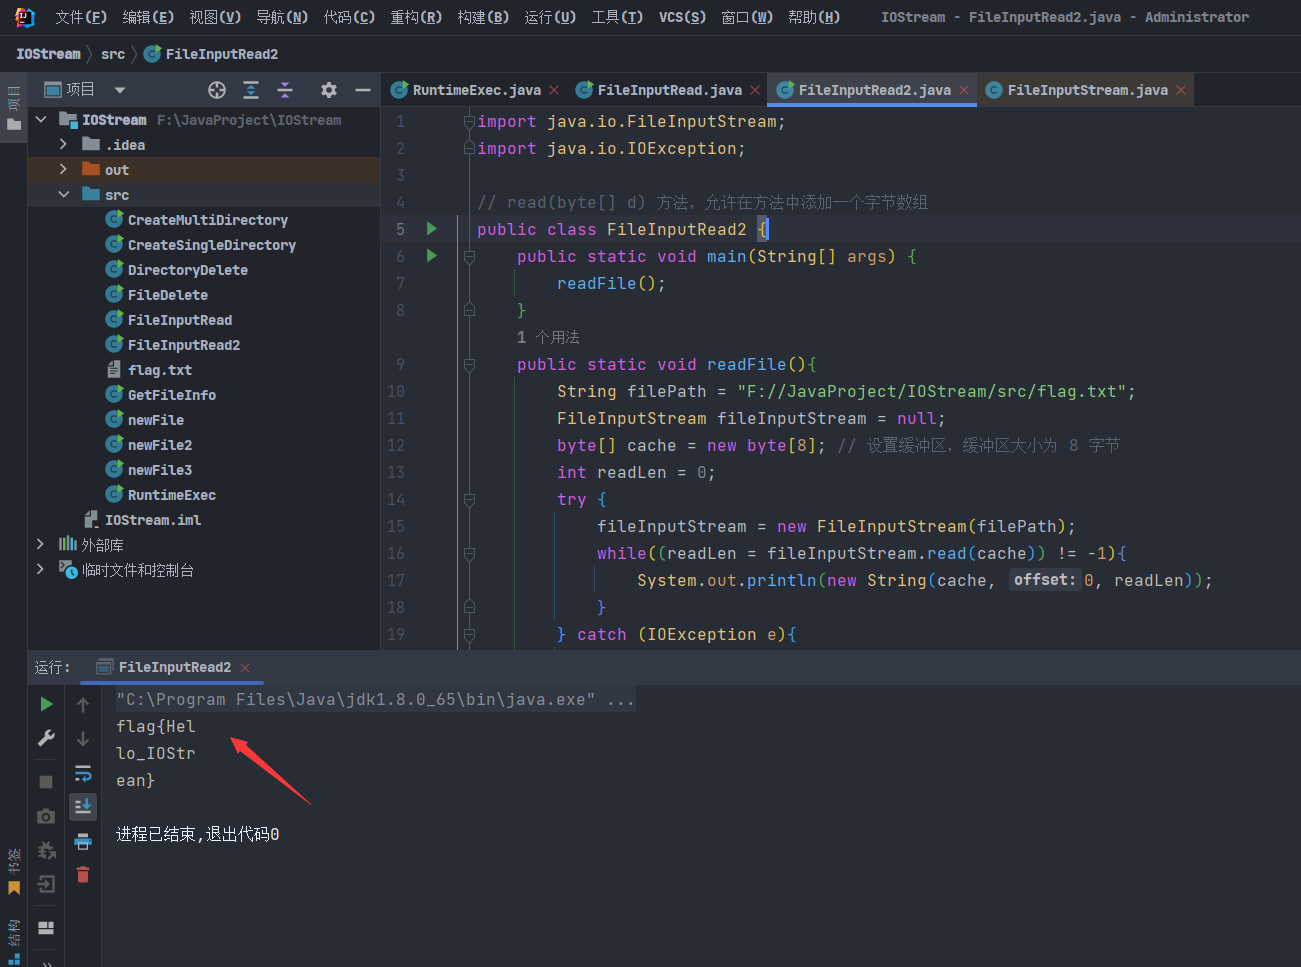 文件(F) 编辑(E) 视图(V) 导航(N) 代码(C) 重构(R) 构建(B) 运行(U) 工具(T) VCS(S) 窗口(W) 帮助(H) IOStream - FileInputRead2.java - Administrator
IOStream src FileInputRead2
项目
项目
RuntimeExec.java FileInputRead.java FileInputRead2.java FileInputStream.java
IOStream F:\JavaProject\IOStream
.idea
out
src
CreateMultiDirectory
CreateSingleDirectory
DirectoryDelete
FileDelete
FileInputRead
FileInputRead2
flag.txt
GetFileInfo
newFile
newFile2
newFile3
RuntimeExec
IOStream.iml
外部库
临时文件和控制台
1 import java.io.FileInputStream;
2 import java.io.IOException;
3
4 // read(byte[] d) 方法，允许在方法中添加一个字节数组
5 public class FileInputRead2 {
6 public static void main(String[] args) {
7 readFile();
8 }
1 个用法
9 public static void readFile(){
10 String filePath = "F://JavaProject/IOStream/src/flag.txt";
11 FileInputStream fileInputStream = null;
12 byte[] cache = new byte[8]; // 设置缓冲区，缓冲区大小为 8 字节
13 int readLen = 0;
14 try {
15 fileInputStream = new FileInputStream(filePath);
16 while((readLen = fileInputStream.read(cache)) != -1){
17 System.out.println(new String(cache, offset: 0, readLen));
18 }
19 } catch (IOException e){
运行: FileInputRead2
"C:\Program Files\Java\jdk1.8.0_65\bin\java.exe" ...
flag{Hel
lo_IOStr
ean}
进程已结束,退出代码0
书签
结构